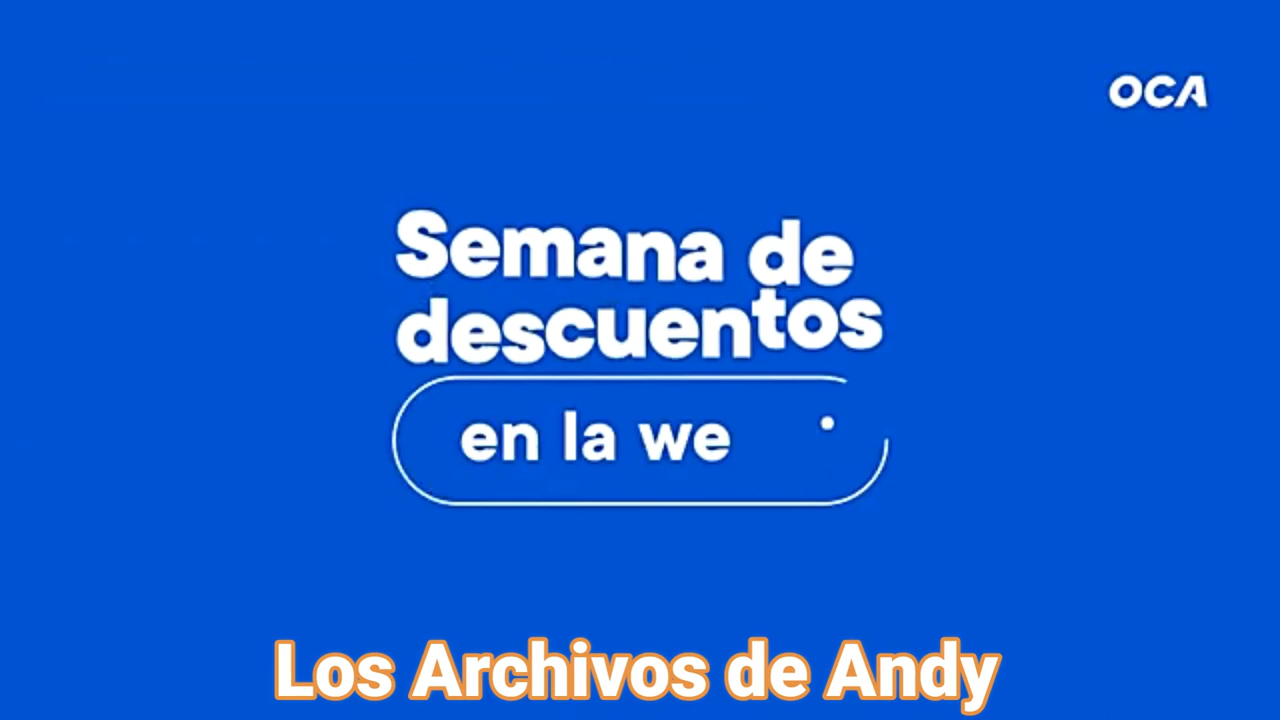 OCA
Semana de
descuentos
en la we
Los Archivos de Andy